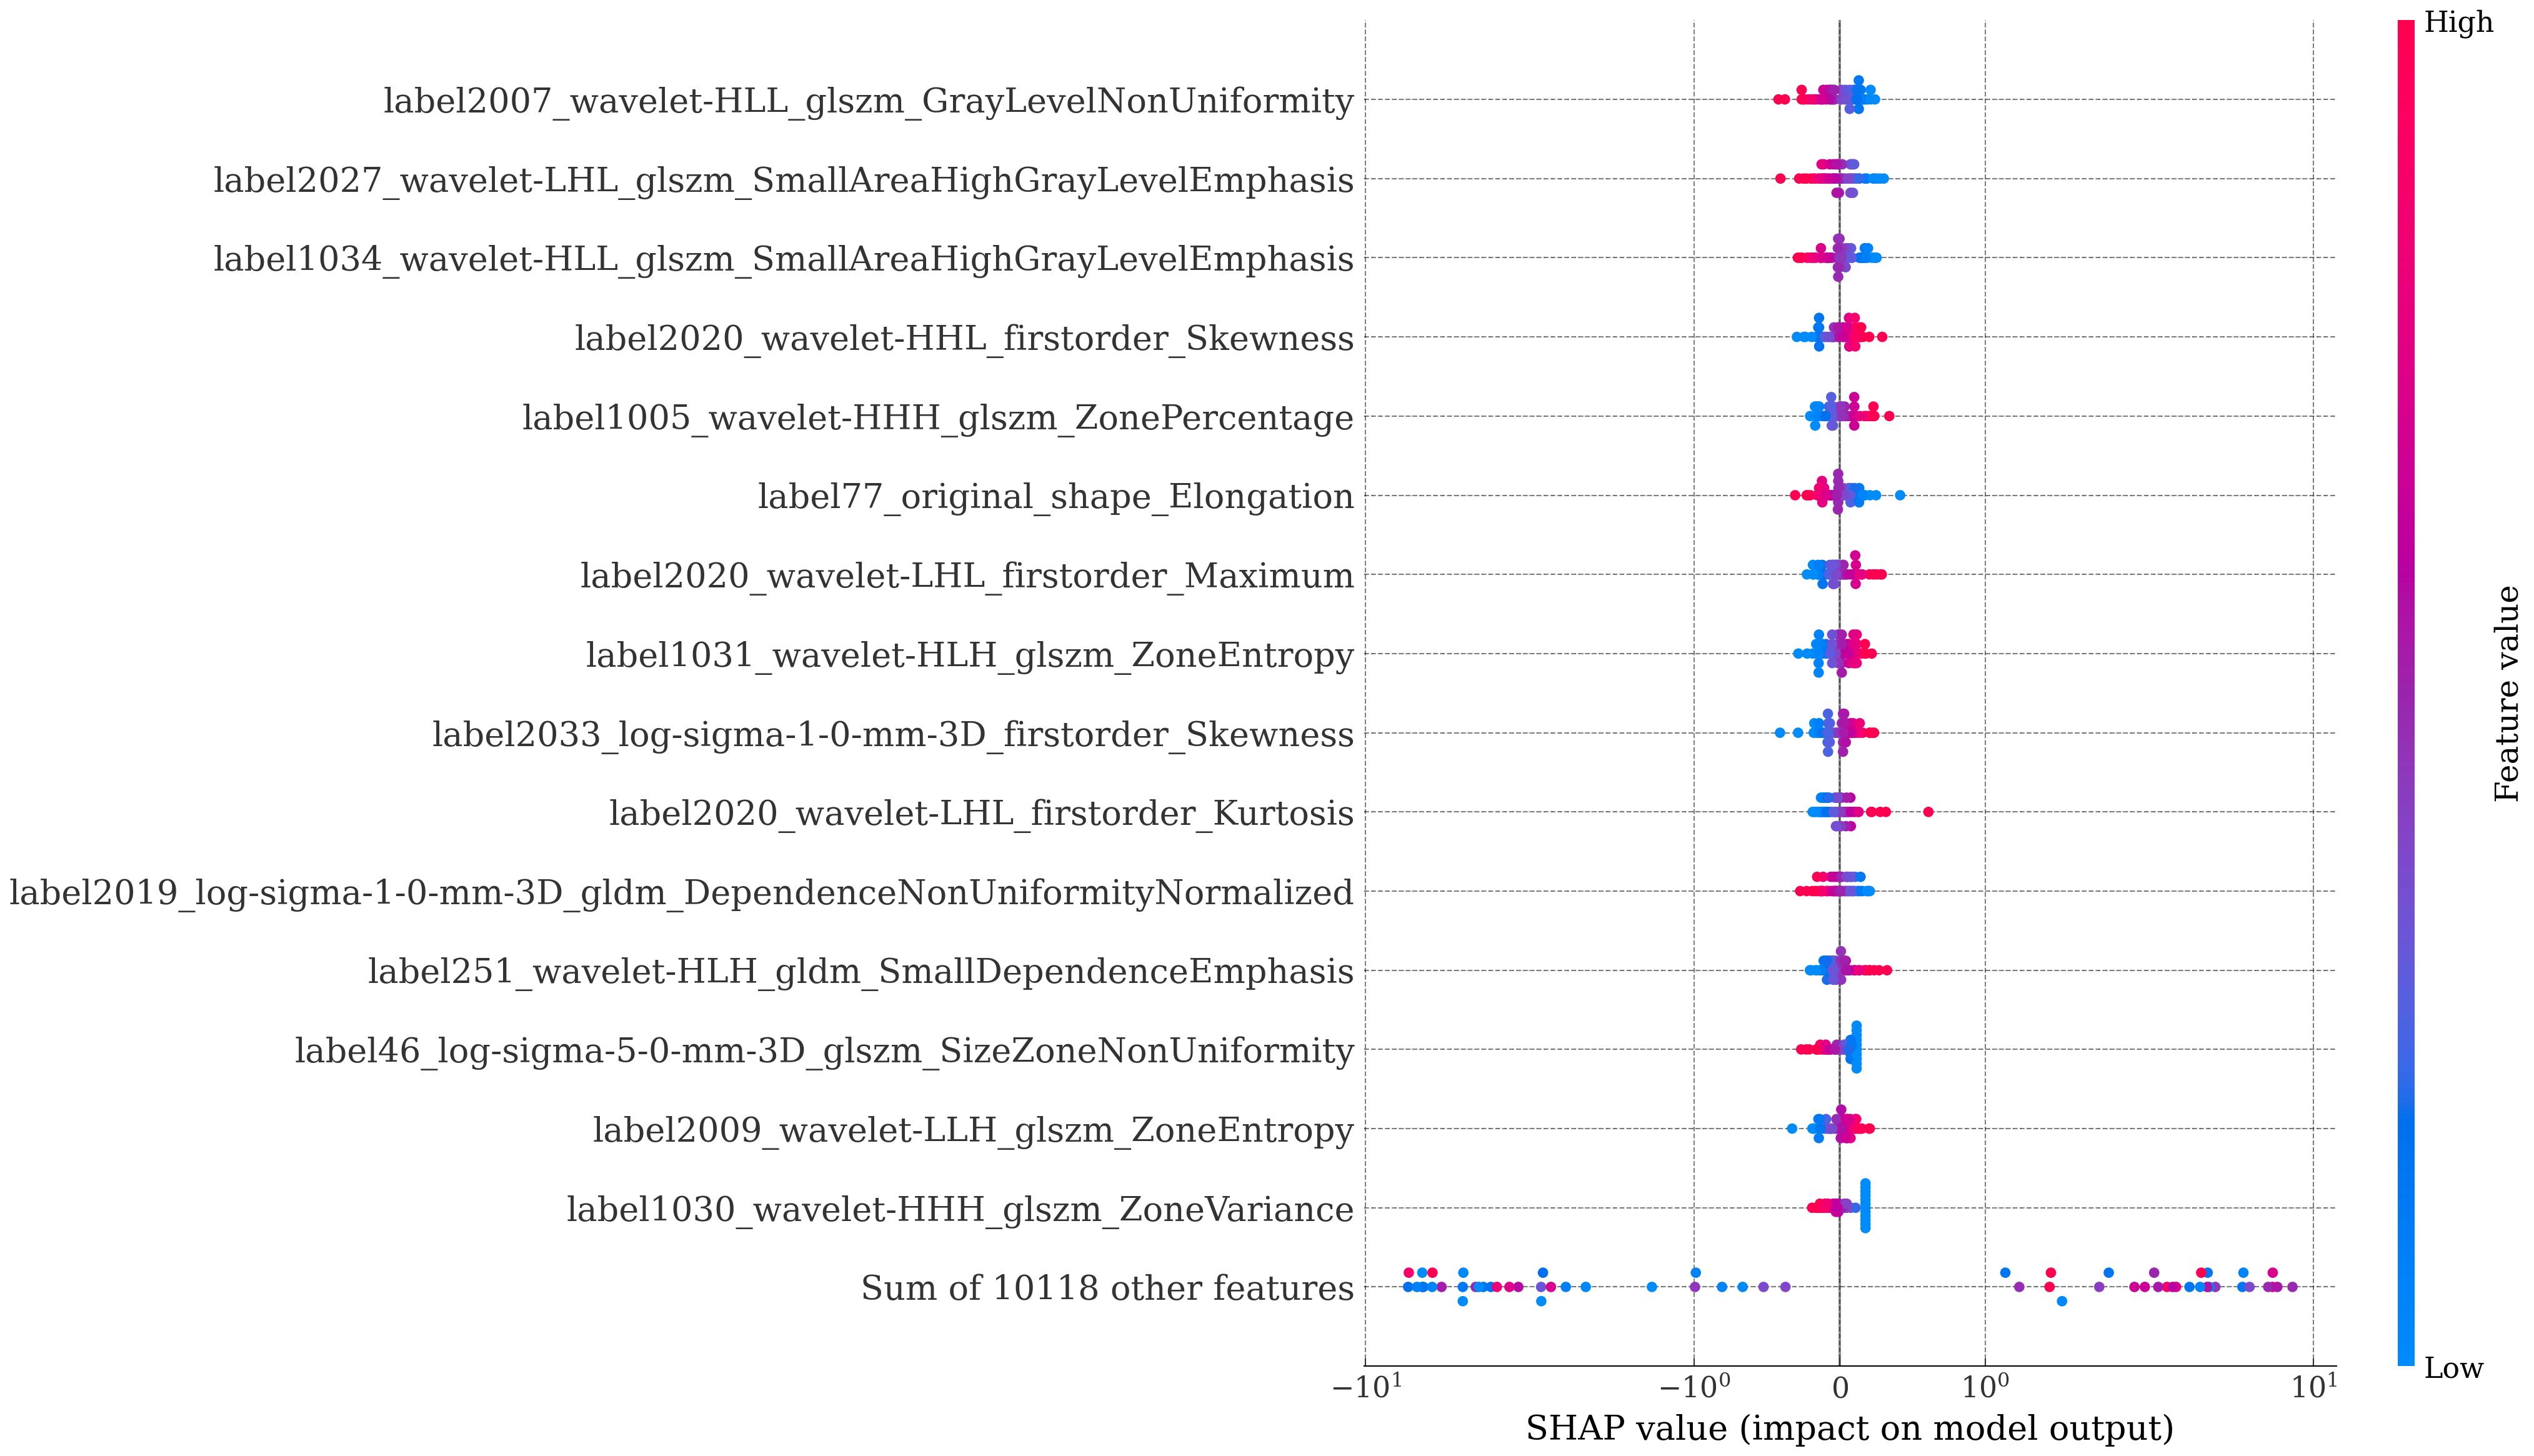 High
label2007_wavelet-HLL_glszm_GrayLevelNonUniformity
label2027_wavelet-LHL_glszm_SmallAreaHighGrayLevelEmphasis
label1034_wavelet-HLL_glszm_SmallAreaHighGrayLevelEmphasis
label2020_wavelet-HHL_firstorder_Skewness
label1005_wavelet-HHH_glszm_ZonePercentage
label77_original_shape_Elongation
label2020_wavelet-LHL_firstorder_Maximum
label1031_wavelet-HLH_glszm_ZoneEntropy
label2033_log-sigma-1-0-mm-3D_firstorder_Skewness
label2020_wavelet-LHL_firstorder_Kurtosis
label2019_log-sigma-1-0-mm-3D_gldm_DependenceNonUniformityNormalized
label251_wavelet-HLH_gldm_SmallDependenceEmphasis
label46_log-sigma-5-0-mm-3D_glszm_SizeZoneNonUniformity
label2009_wavelet-LLH_glszm_ZoneEntropy
label1030_wavelet-HHH_glszm_ZoneVariance
Sum of 10118 other features
Feature value
Low
−10¹ −10⁰ 0 10⁰ 10¹
SHAP value (impact on model output)